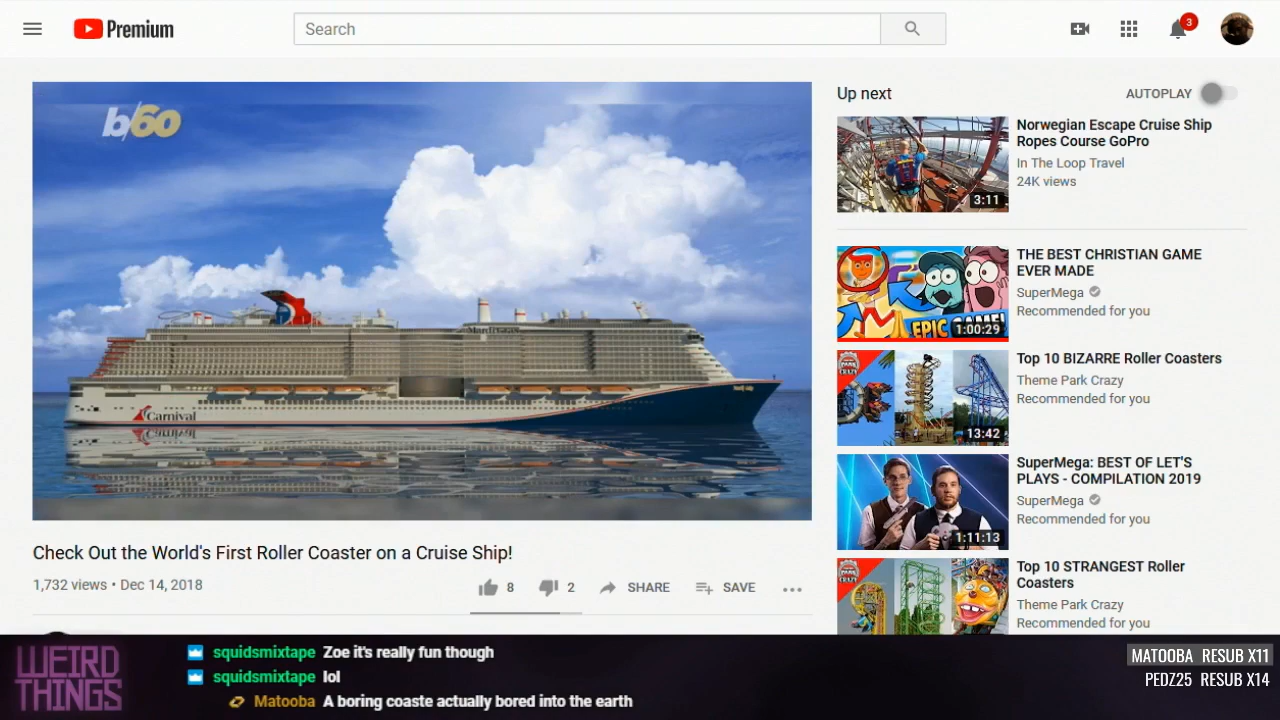 Premium
Search
3
b/60
Mardi Gras
Carnival
Check Out the World's First Roller Coaster on a Cruise Ship!
1,732 views • Dec 14, 2018
8
2
SHARE
SAVE
Up next
AUTOPLAY
3:11
Norwegian Escape Cruise Ship
Ropes Course GoPro
In The Loop Travel
24K views
EPIC GAME!
1:00:29
THE BEST CHRISTIAN GAME
EVER MADE
SuperMega
Recommended for you
13:42
Top 10 BIZARRE Roller Coasters
Theme Park Crazy
Recommended for you
1:11:13
SuperMega: BEST OF LET'S
PLAYS - COMPILATION 2019
SuperMega
Recommended for you
Top 10 STRANGEST Roller
Coasters
Theme Park Crazy
Recommended for you
WEIRD
THINGS
squidsmixtape Zoe it's really fun though
squidsmixtape lol
Matooba A boring coaste actually bored into the earth
MATOOBA RESUB X11
PEDZ25 RESUB X14